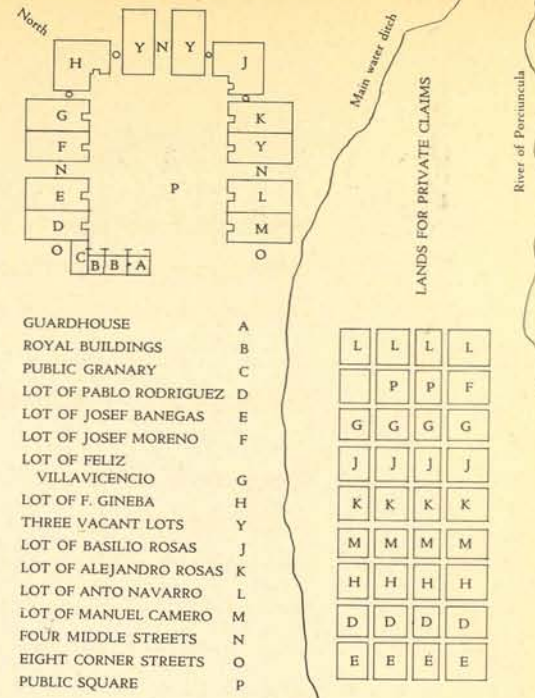 North
Y N Y
O O
H J
O O
G K
F Y
N N
P
E L
D M
O C B B A O
Main water ditch
LANDS FOR PRIVATE CLAIMS
River of Porciuncula
GUARDHOUSE A
ROYAL BUILDINGS B
PUBLIC GRANARY C
LOT OF PABLO RODRIGUEZ D
LOT OF JOSEF BANEGAS E
LOT OF JOSEF MORENO F
LOT OF FELIZ
VILLAVICENCIO G
LOT OF F. GINEBA H
THREE VACANT LOTS Y
LOT OF BASILIO ROSAS J
LOT OF ALEJANDRO ROSAS K
LOT OF ANTO NAVARRO L
LOT OF MANUEL CAMERO M
FOUR MIDDLE STREETS N
EIGHT CORNER STREETS O
PUBLIC SQUARE P
L L L L
P P F
G G G G
J J J J
K K K K
M M M M
H H H H
D D D D
E E E E